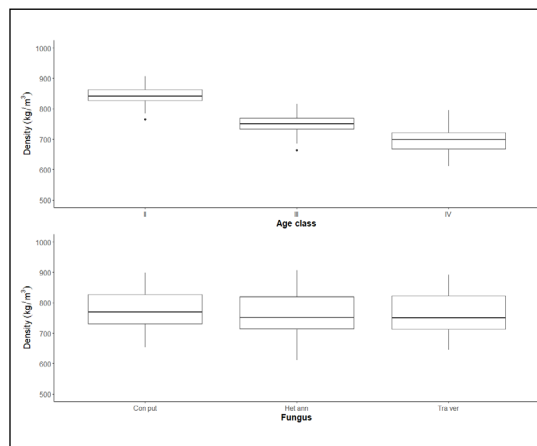 1000
900
800
700
600
500
Density (kg/m³)
II
III
IV
Age class
1000
900
800
700
600
500
Density (kg/m³)
Con put
Het ann
Tra ver
Fungus